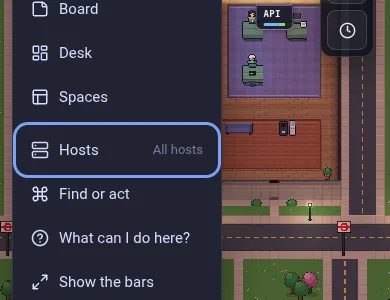 Board
API
Desk
Spaces
Hosts All hosts
Find or act
What can I do here?
Show the bars